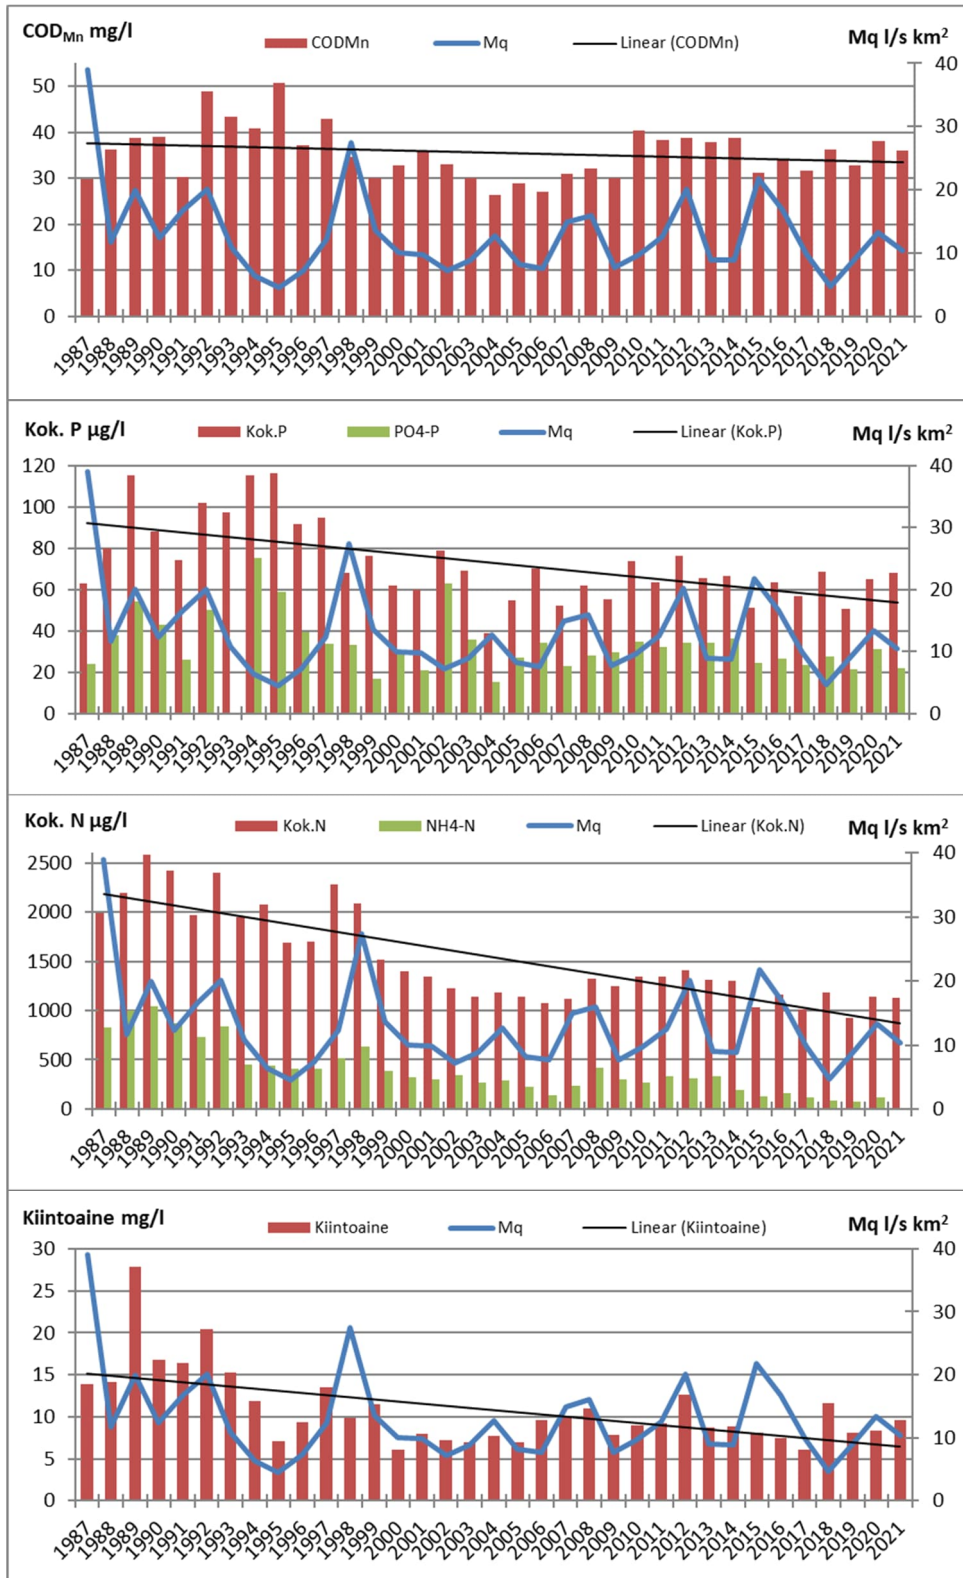 COD Mn mg/l
CODMn Mq Linear (CODMn)
Mq l/s km²
50 40
40 30
30
20 20
10 10
0 0
1987 1988 1989 1990 1991 1992 1993 1994 1995 1996 1997 1998 1999 2000 2001 2002 2003 2004 2005 2006 2007 2008 2009 2010 2011 2012 2013 2014 2015 2016 2017 2018 2019 2020 2021
Kok. P µg/l
Kok.P PO4-P Mq Linear (Kok.P)
Mq l/s km²
120 40
100 30
80
60 20
40 10
20
0 0
1987 1988 1989 1990 1991 1992 1993 1994 1995 1996 1997 1998 1999 2000 2001 2002 2003 2004 2005 2006 2007 2008 2009 2010 2011 2012 2013 2014 2015 2016 2017 2018 2019 2020 2021
Kok. N µg/l
Kok.N NH4-N Mq Linear (Kok.N)
Mq l/s km²
2500 40
2000 30
1500 20
1000
500 10
0 0
1987 1988 1989 1990 1991 1992 1993 1994 1995 1996 1997 1998 1999 2000 2001 2002 2003 2004 2005 2006 2007 2008 2009 2010 2011 2012 2013 2014 2015 2016 2017 2018 2019 2020 2021
Kiintoaine mg/l
Kiintoaine Mq Linear (Kiintoaine)
Mq l/s km²
30 40
25 30
20
15 20
10 10
5
0 0
1987 1988 1989 1990 1991 1992 1993 1994 1995 1996 1997 1998 1999 2000 2001 2002 2003 2004 2005 2006 2007 2008 2009 2010 2011 2012 2013 2014 2015 2016 2017 2018 2019 2020 2021